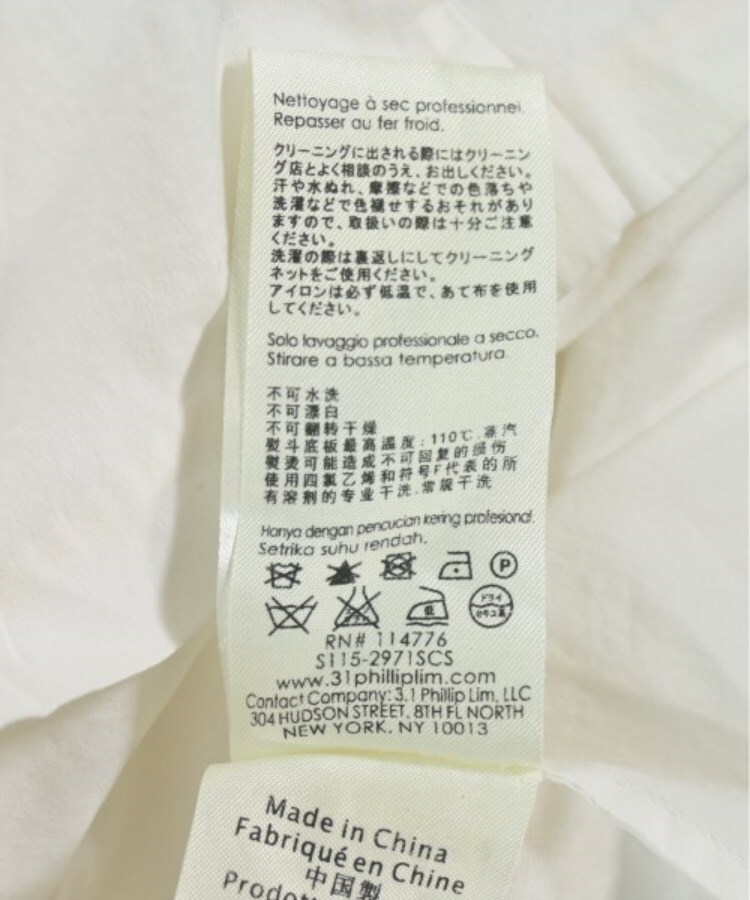 Nettoyage à sec professionnel.
Repasser au fer froid.
クリーニングに出される際にはクリーニン
グ店とよく相談のうえ、お出しください。
汗や水ぬれ、摩擦などでの色落ちや
洗濯などで色褪せするおそれがあり
ますので、取扱いの際は十分ご注意
ください。
洗濯の際は裏返しにしてクリーニング
ネットをご使用ください。
アイロンは必ず低温で、あて布を使用
してください。
Solo lavaggio professionale a secco.
Stirare a bassa temperatura.
不可水洗
不可漂白
不可翻转干燥
熨斗底板最高温度:110℃.蒸汽
熨烫可能造成不可回复的损伤
使用四氯乙烯和符号F代表的所
有溶剂的专业干洗.常规干洗
Hanya dengan pencucian kering profesional.
Setrika suhu rendah.
P
低 ドライ
セキユ系
RN# 114776
S115-2971SCS
www.31philliplim.com
Contact Company: 3.1 Phillip Lim, LLC
304 HUDSON STREET. 8TH FL NORTH
NEW YORK, NY 10013
Made in China
Fabriqué en Chine
中国製